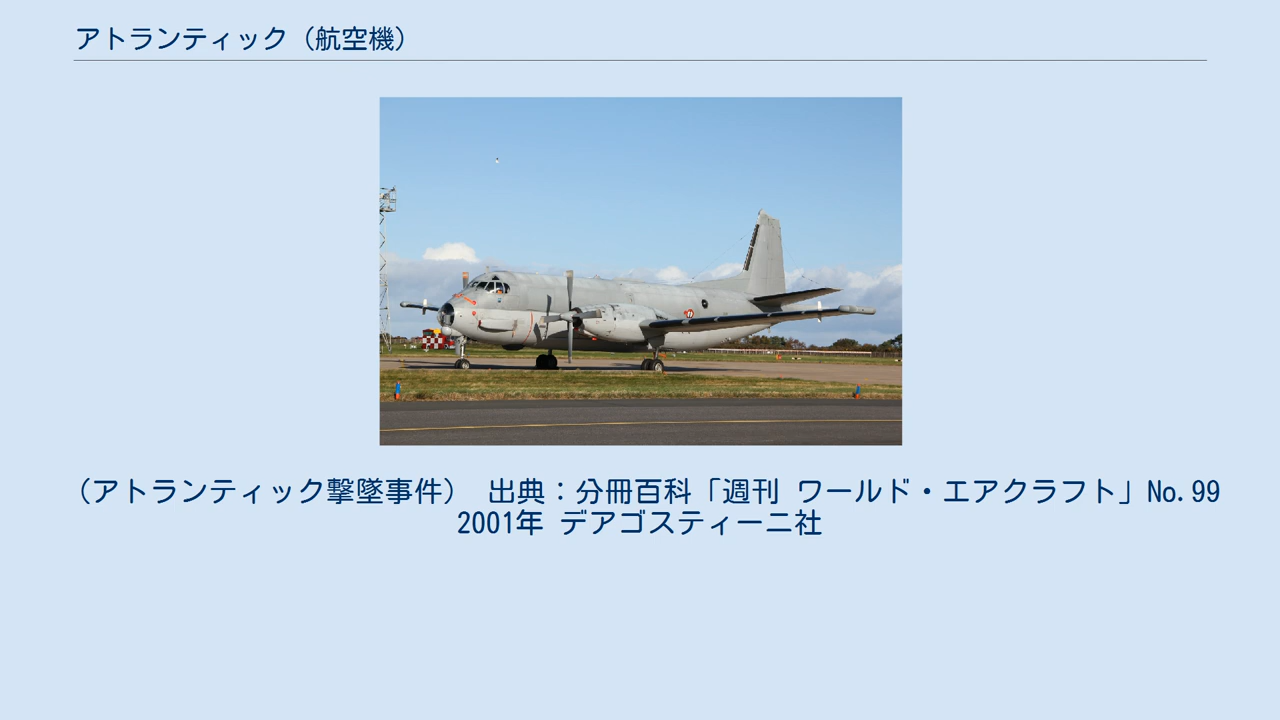 アトランティック（航空機）
（アトランティック撃墜事件） 出典：分冊百科「週刊 ワールド・エアクラフト」No.99
2001年 デアゴスティーニ社